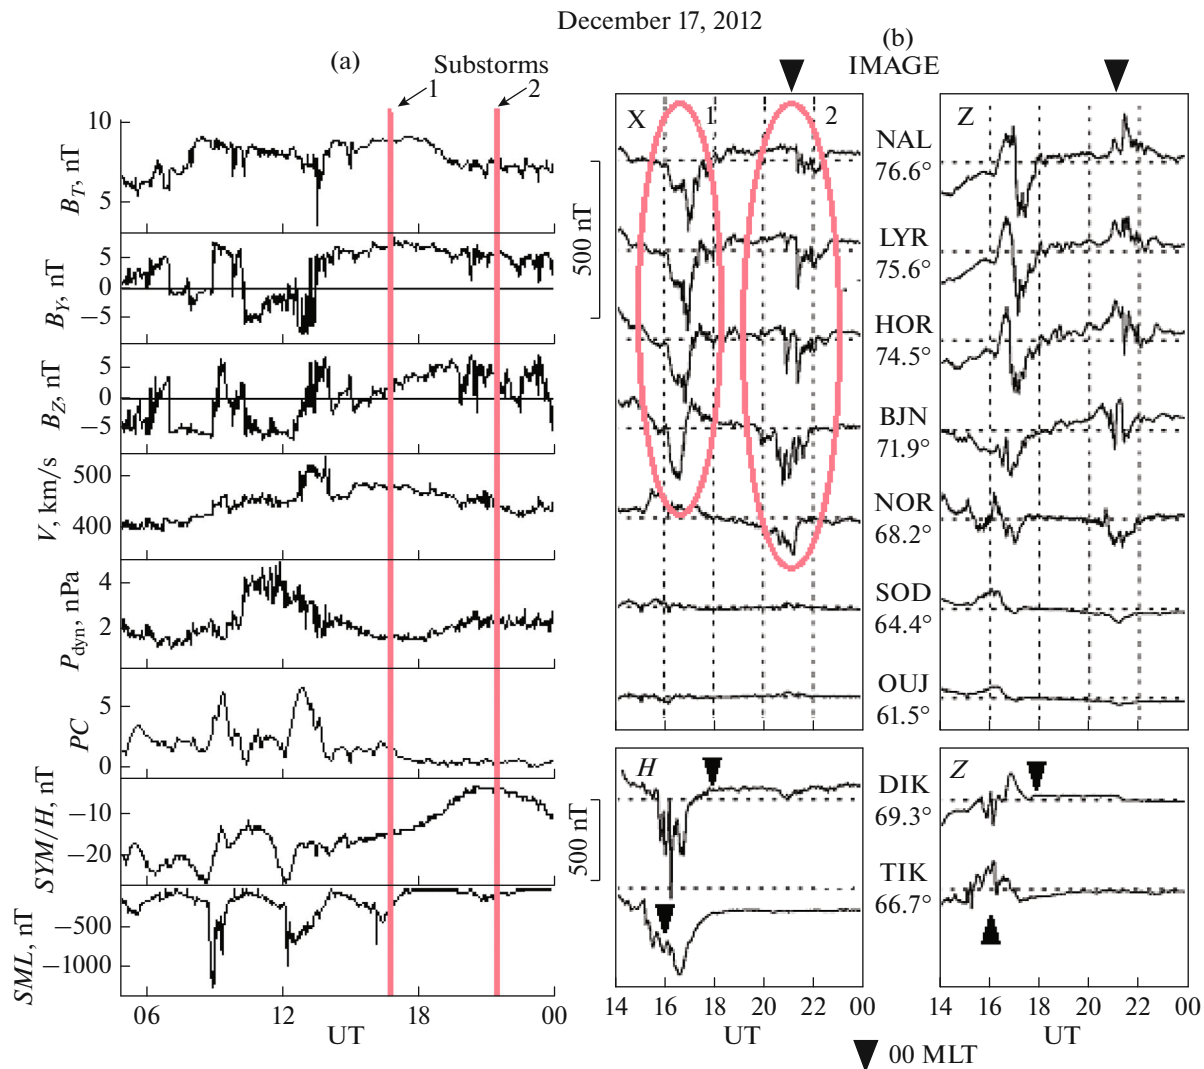 December 17, 2012
(a)
Substorms
1
2
10
5
B_T, nT
5
0
−5
B_Y, nT
5
0
−5
B_Z, nT
500
400
V, km/s
4
2
P_dyn, nPa
5
0
PC
−10
−20
SYM/H, nT
−500
−1000
SML, nT
06 12 18 00
UT
(b)
IMAGE
X 1 2
Z
500 nT
NAL
76.6°
LYR
75.6°
HOR
74.5°
BJN
71.9°
NOR
68.2°
SOD
64.4°
OUJ
61.5°
H
Z
500 nT
DIK
69.3°
TIK
66.7°
14 16 18 20 22 00
UT
14 16 18 20 22 00
UT
00 MLT